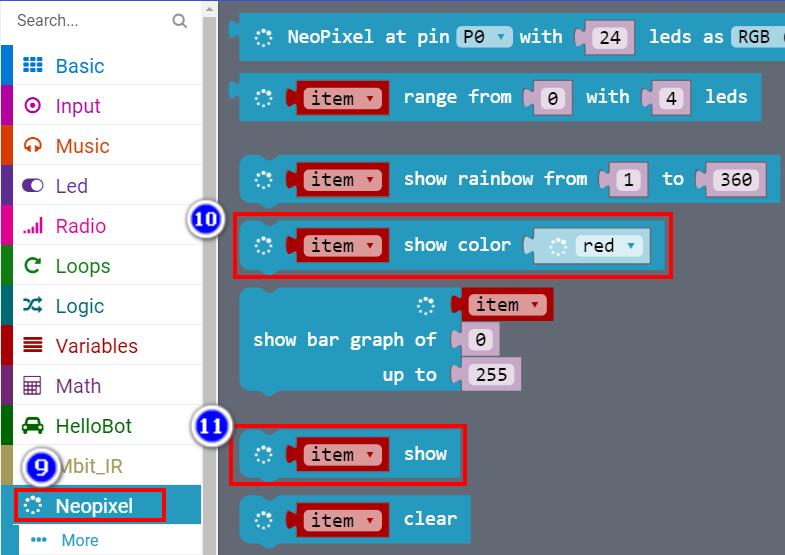 Search...
Basic
Input
Music
Led
Radio
Loops
Logic
Variables
Math
HelloBot
Mbit_IR
Neopixel
More
9
NeoPixel at pin P0 with 24 leds as RGB
item range from 0 with 4 leds
item show rainbow from 1 to 360
10
item show color red
item
show bar graph of 0
up to 255
11
item show
item clear